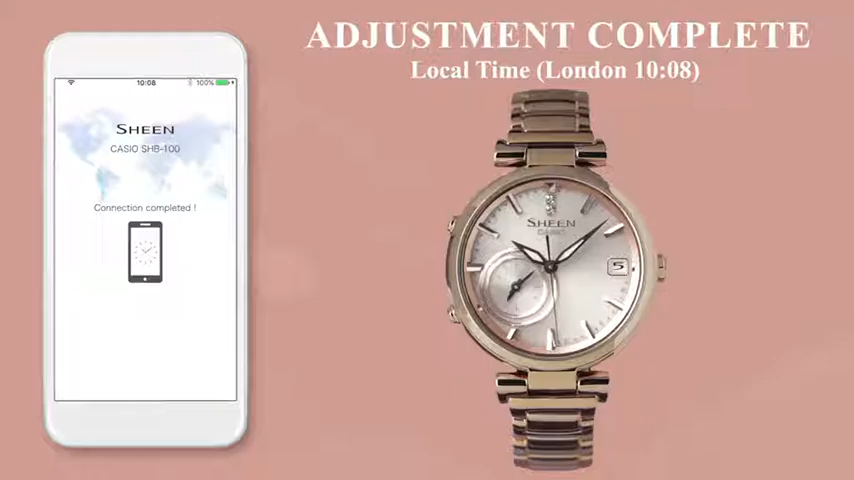 ADJUSTMENT COMPLETE
Local Time (London 10:08)
10:08
100%
SHEEN
CASIO SHB-100
Connection completed !
SHEEN
CASIO
5